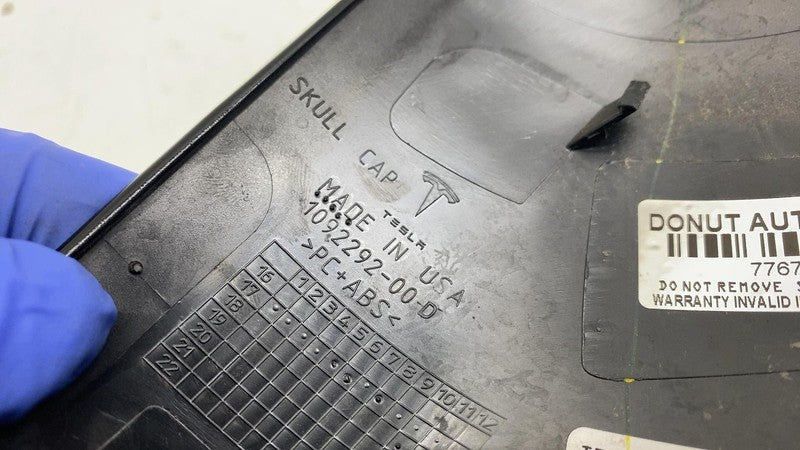 SKULL CAP
TESLA
MADE IN USA
1092292-00-D
>PC+ABS<
16 1 2 3 4 5 6 7 8 9 10 11 12
17
18
19
20
21
22
DONUT AUT
7767
DO NOT REMOVE
WARRANTY INVALID I